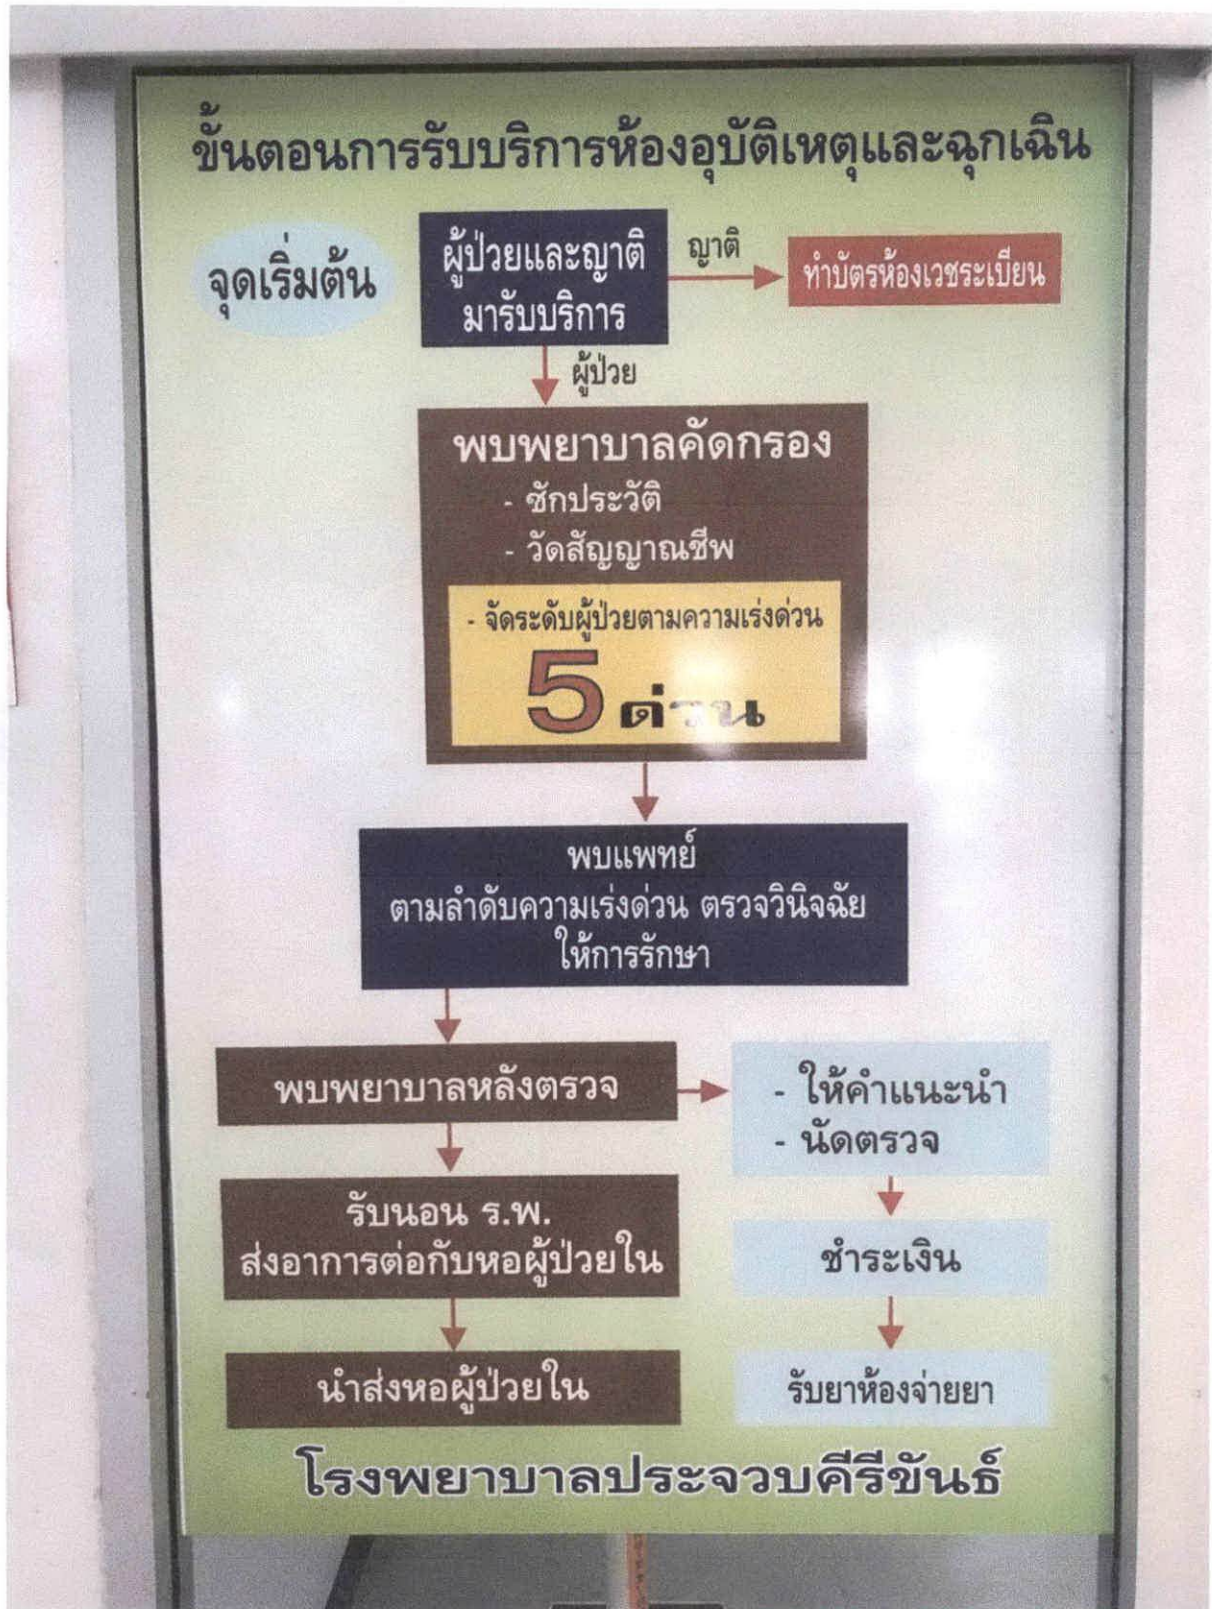 ขั้นตอนการรับบริการห้องอุบัติเหตุและฉุกเฉิน
จุดเริ่มต้น
ผู้ป่วยและญาติ
มารับบริการ
ญาติ
ทำบัตรห้องเวชระเบียน
ผู้ป่วย
พบพยาบาลคัดกรอง
- ซักประวัติ
- วัดสัญญาณชีพ
- จัดระดับผู้ป่วยตามความเร่งด่วน
5 ด่วน
พบแพทย์
ตามลำดับความเร่งด่วน ตรวจวินิจฉัย
ให้การรักษา
พบพยาบาลหลังตรวจ
- ให้คำแนะนำ
- นัดตรวจ
รับนอน ร.พ.
ส่งอาการต่อกับหอผู้ป่วยใน
ชำระเงิน
นำส่งหอผู้ป่วยใน
รับยาห้องจ่ายยา
โรงพยาบาลประจวบคีรีขันธ์